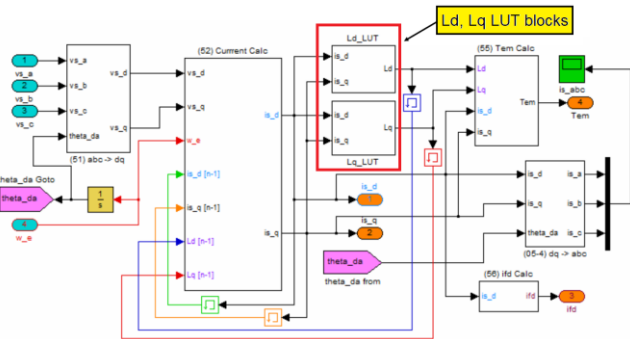 Ld, Lq LUT blocks
(52) Current Calc
Ld_LUT
(55) Tem Calc
1
vs_a
2
vs_b
3
vs_c
vs_a
vs_b
vs_c
theta_da
vs_d
vs_q
(51) abc -> dq
vs_d
vs_q
w_e
is_d [n-1]
is_q [n-1]
Ld [n-1]
Lq [n-1]
is_d
is_q
is_d
is_q
Ld
is_d
is_q
Lq
Lq_LUT
Ld
Lq
is_d
is_q
Tem
is_abc
4
Tem
heta_da Goto
theta_da
1
s
4
w_e
is_d
1
is_q
2
theta_da
theta_da from
is_d
is_q
theta_da
is_a
is_b
is_c
(05-4) dq -> abc
(56) ifd Calc
is_d
ifd
3
ifd